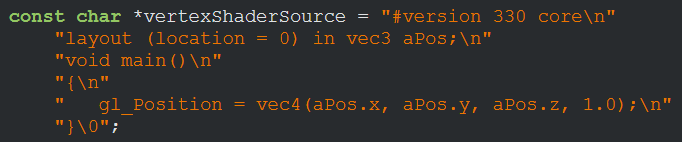 const char *vertexShaderSource = "#version 330 core\n"
    "layout (location = 0) in vec3 aPos;\n"
    "void main()\n"
    "{\n"
    "   gl_Position = vec4(aPos.x, aPos.y, aPos.z, 1.0);\n"
    "}\0";